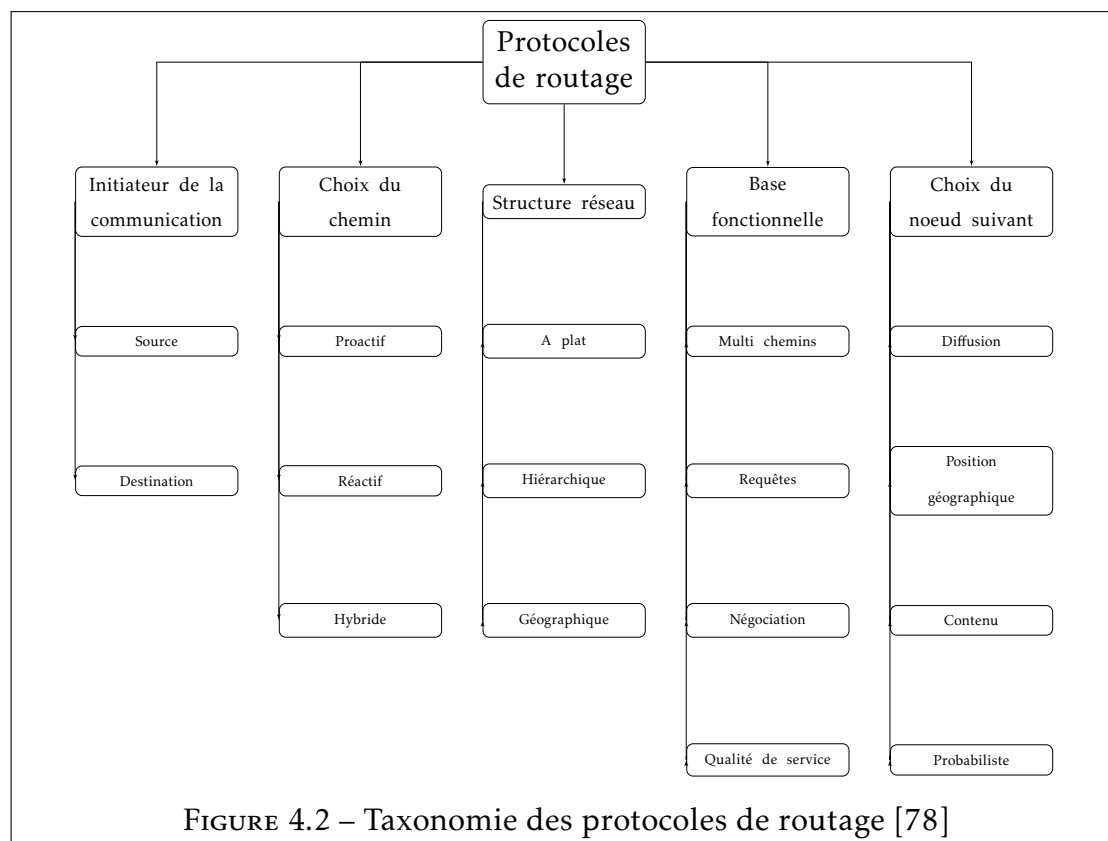 Protocoles
de routage
Initiateur de la
communication
Choix du
chemin
Structure réseau
Base
fonctionnelle
Choix du
noeud suivant
Source
Proactif
A plat
Multi chemins
Diffusion
Destination
Réactif
Hiérarchique
Requêtes
Position
géographique
Hybride
Géographique
Négociation
Contenu
Qualité de service
Probabiliste
FIGURE 4.2 – Taxonomie des protocoles de routage [78]